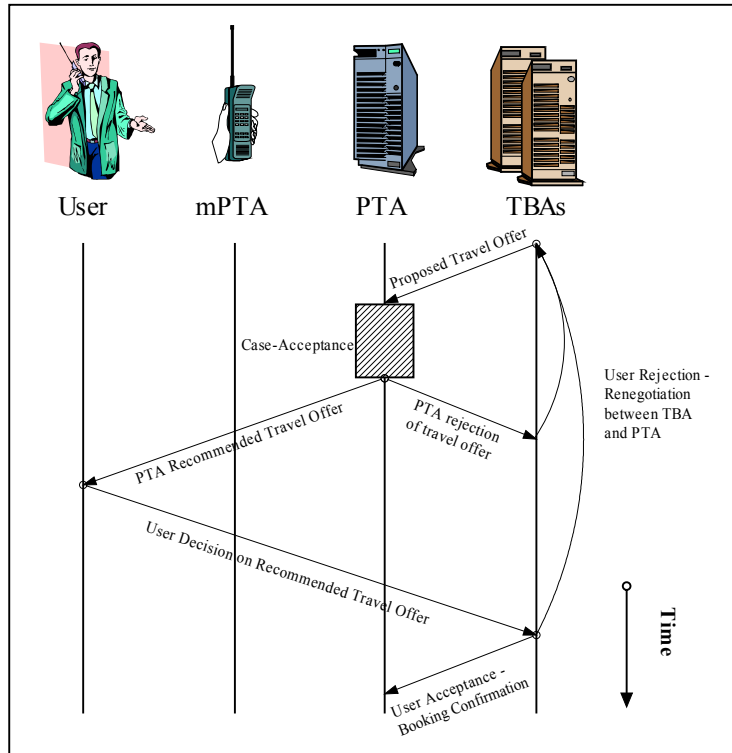 User
mPTA
PTA
TBAs
Proposed Travel Offer
Case-Acceptance
PTA Recommended Travel Offer
PTA rejection
of travel offer
User Rejection -
Renegotiation
between TBA
and PTA
User Decision on Recommended Travel Offer
User Acceptance -
Booking Confirmation
Time